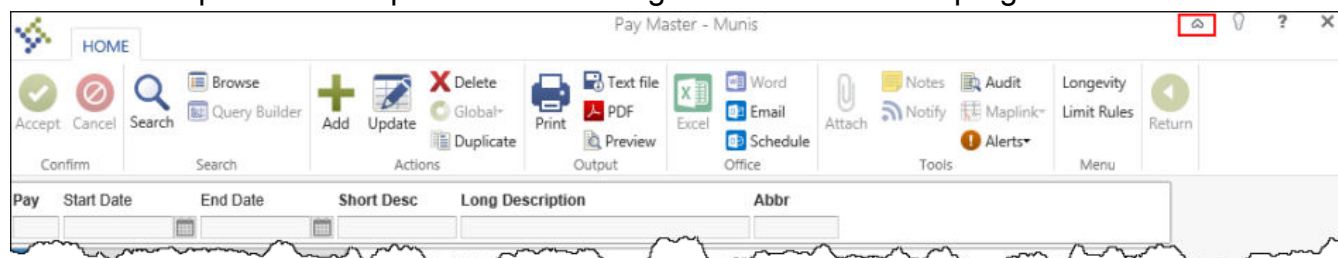 Pay Master - Munis
?
HOME
Accept Cancel Search Browse Query Builder Add Update Delete Global Duplicate Print Text file PDF Preview Excel Word Email Schedule Attach Notes Notify Audit Maplink Alerts Longevity Limit Rules Return
Confirm Search Actions Output Office Tools Menu
Pay Start Date End Date Short Desc Long Description Abbr